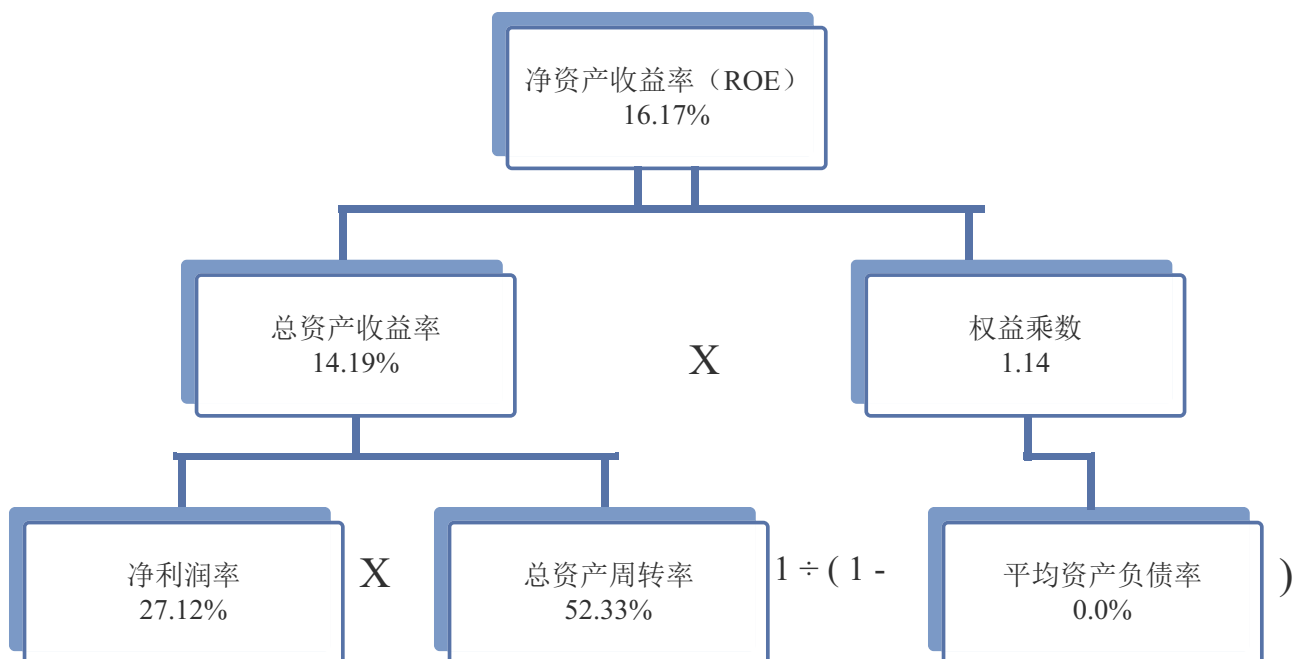 净资产收益率（ROE）
16.17%
总资产收益率
14.19%
X
权益乘数
1.14
净利润率
27.12%
X
总资产周转率
52.33%
1 ÷ ( 1 -
平均资产负债率
0.0%
)